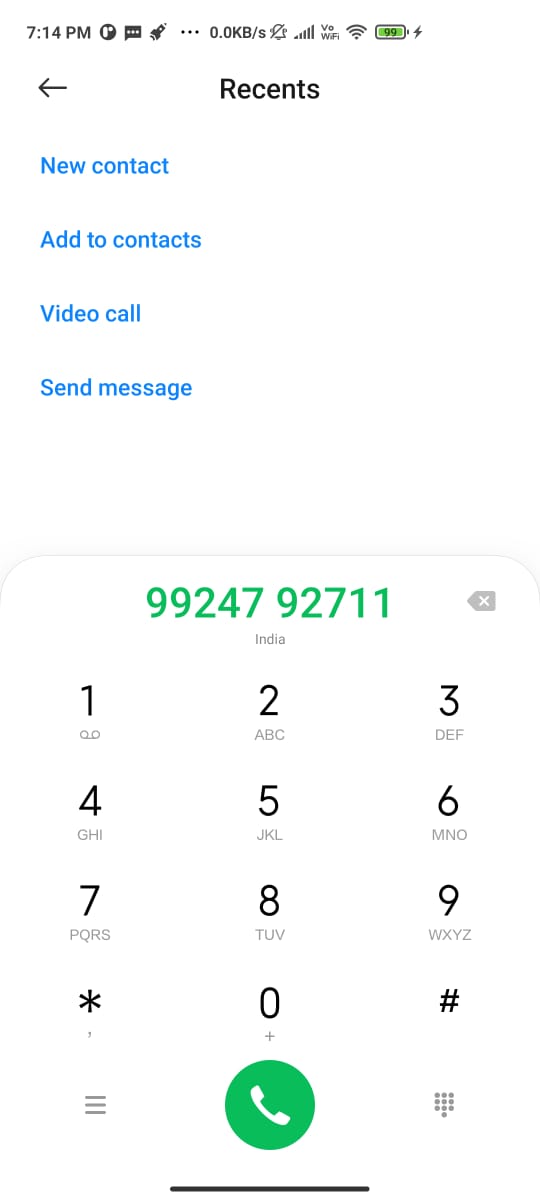 7:14 PM ... 0.0KB/s Vo WiFi 99
Recents
New contact
Add to contacts
Video call
Send message
99247 92711
India
1 2 3
ABC DEF
4 5 6
GHI JKL MNO
7 8 9
PQRS TUV WXYZ
* 0 #
, +